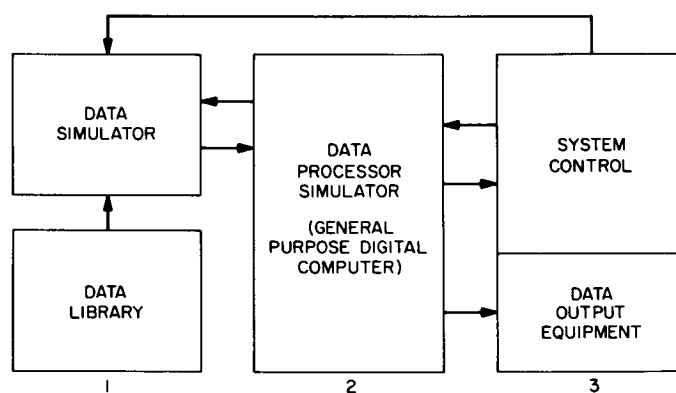 DATA
SIMULATOR
DATA
LIBRARY
1
DATA
PROCESSOR
SIMULATOR
(GENERAL
PURPOSE DIGITAL
COMPUTER)
2
SYSTEM
CONTROL
DATA
OUTPUT
EQUIPMENT
3